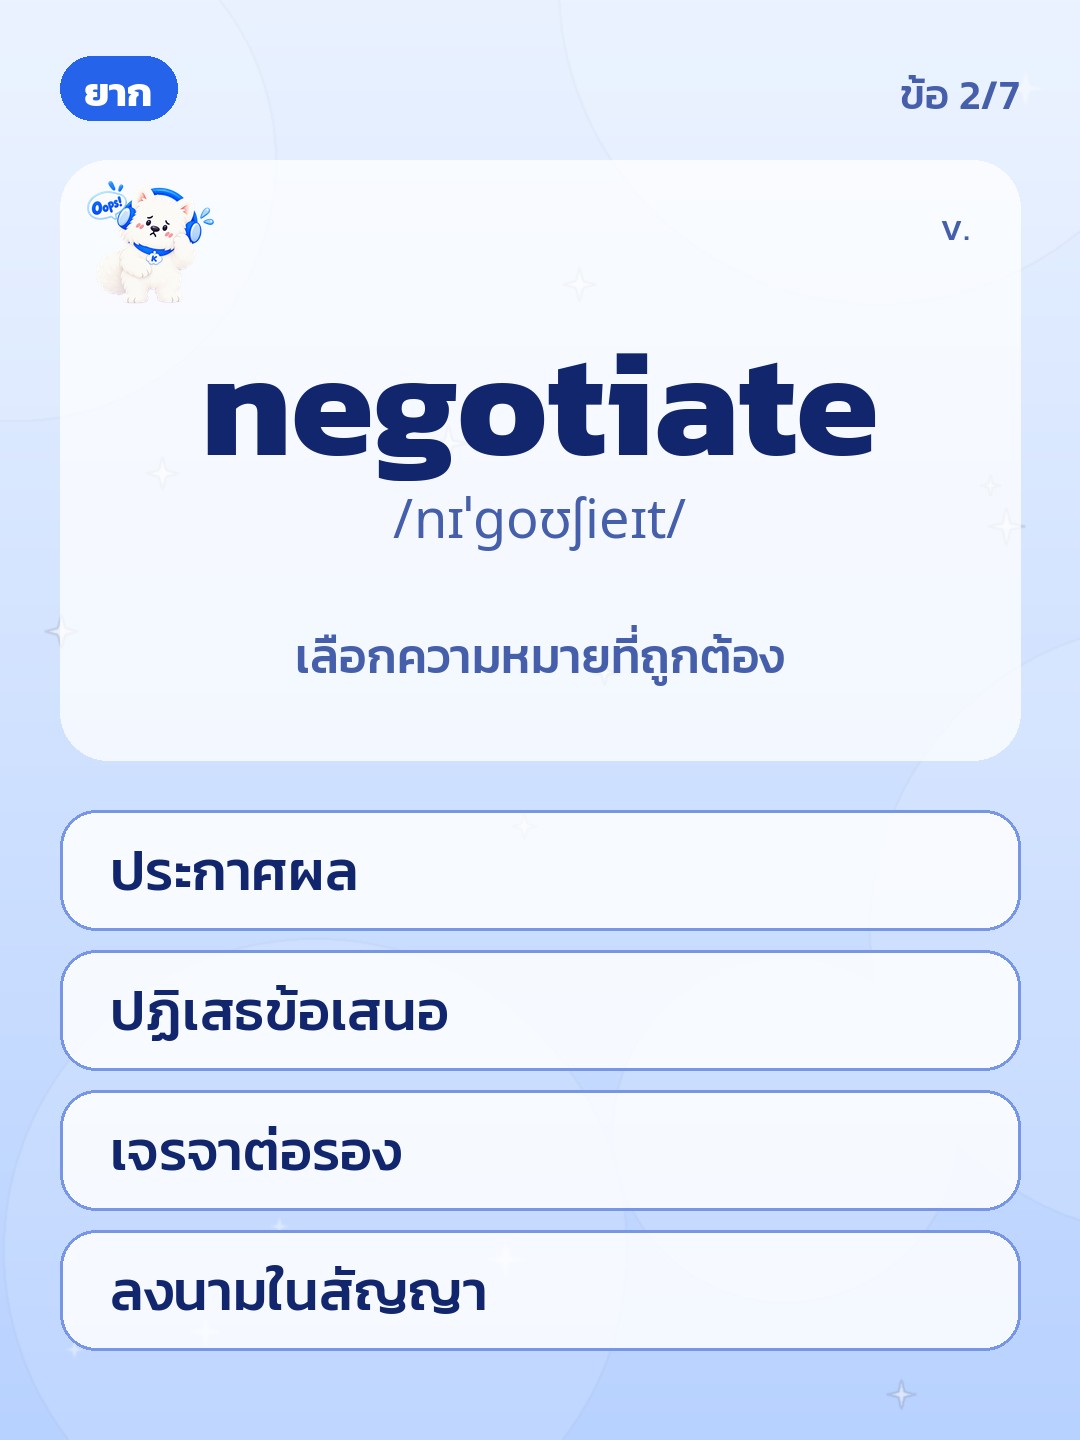 ยาก
ข้อ 2/7
Oops!
K
v.
negotiate
/nɪˈɡoʊʃieɪt/
เลือกความหมายที่ถูกต้อง
ประกาศผล
ปฏิเสธข้อเสนอ
เจรจาต่อรอง
ลงนามในสัญญา